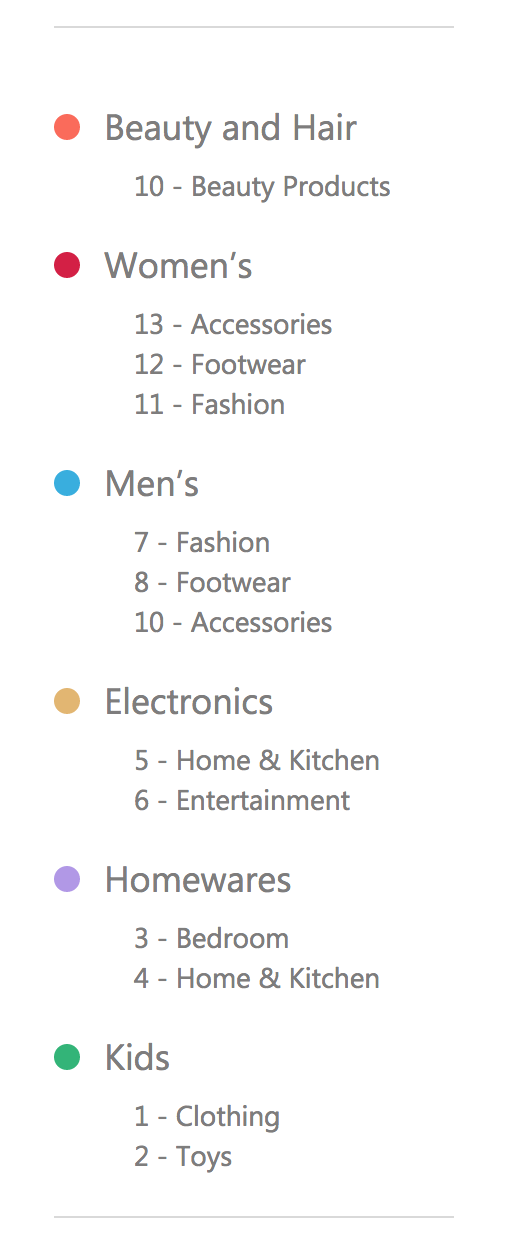 Beauty and Hair
10 - Beauty Products
Women’s
13 - Accessories
12 - Footwear
11 - Fashion
Men’s
7 - Fashion
8 - Footwear
10 - Accessories
Electronics
5 - Home & Kitchen
6 - Entertainment
Homewares
3 - Bedroom
4 - Home & Kitchen
Kids
1 - Clothing
2 - Toys